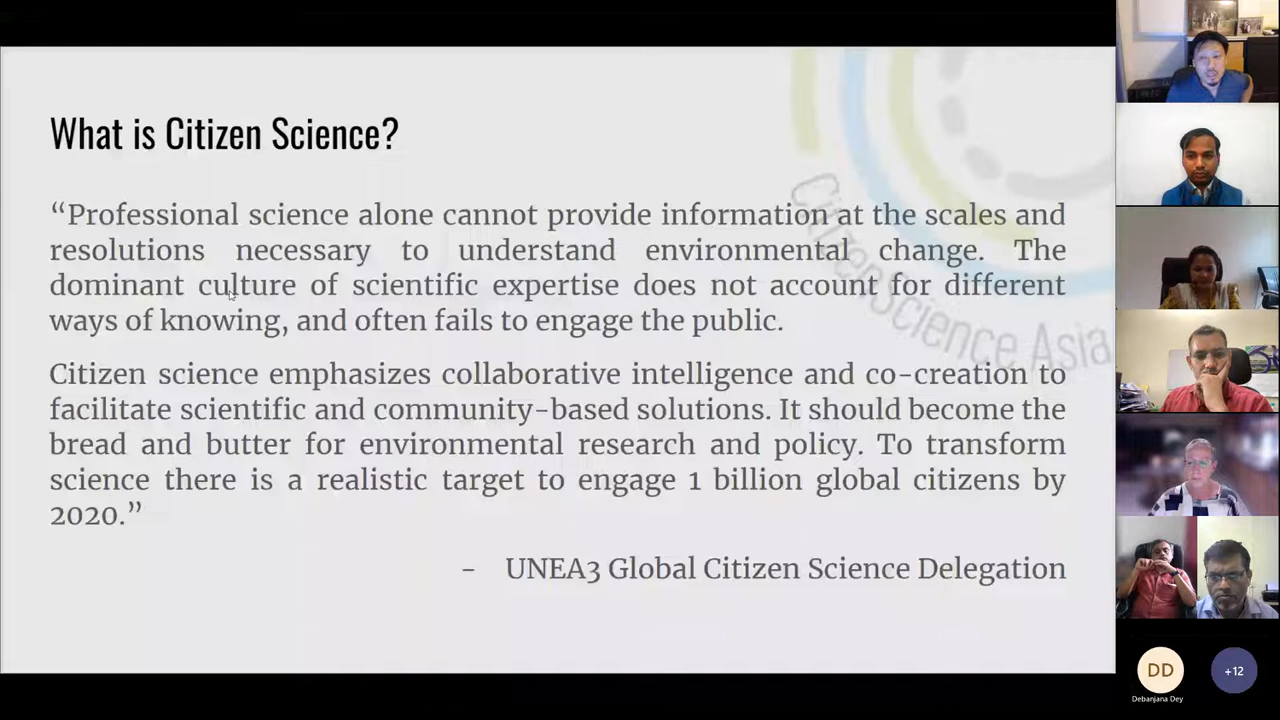 What is Citizen Science?
“Professional science alone cannot provide information at the scales and
resolutions necessary to understand environmental change. The
dominant culture of scientific expertise does not account for different
ways of knowing, and often fails to engage the public.
Citizen science emphasizes collaborative intelligence and co-creation to
facilitate scientific and community-based solutions. It should become the
bread and butter for environmental research and policy. To transform
science there is a realistic target to engage 1 billion global citizens by
2020.”
- UNEA3 Global Citizen Science Delegation
CitizenScience Asia
DD
Debanjana Dey
+12